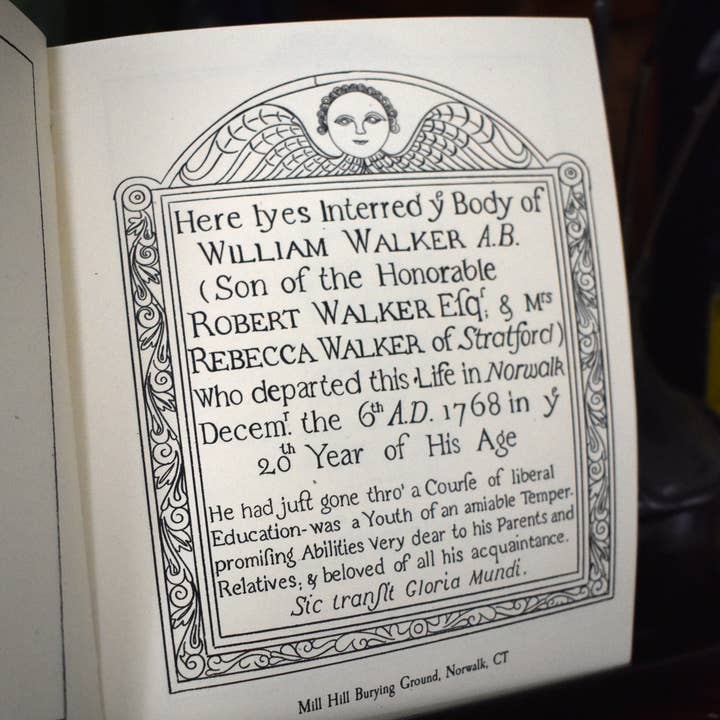 Here lyes Interred yͤ Body of
WILLIAM WALKER A.B.
(Son of the Honorable
ROBERT WALKER Eſqʳ; & Mʳˢ
REBECCA WALKER of Stratford)
Who departed this Life in Norwalk
Decemʳ. the 6ᵗʰ A.D. 1768 in yͤ
20ᵗʰ Year of His Age
He had juſt gone thro' a Courſe of liberal
Education-was a Youth of an amiable Temper-
promiſing Abilities Very dear to his Parents and
Relatives; & beloved of all his acquaintance.
Sic tranſit Gloria Mundi.
Mill Hill Burying Ground, Norwalk, CT